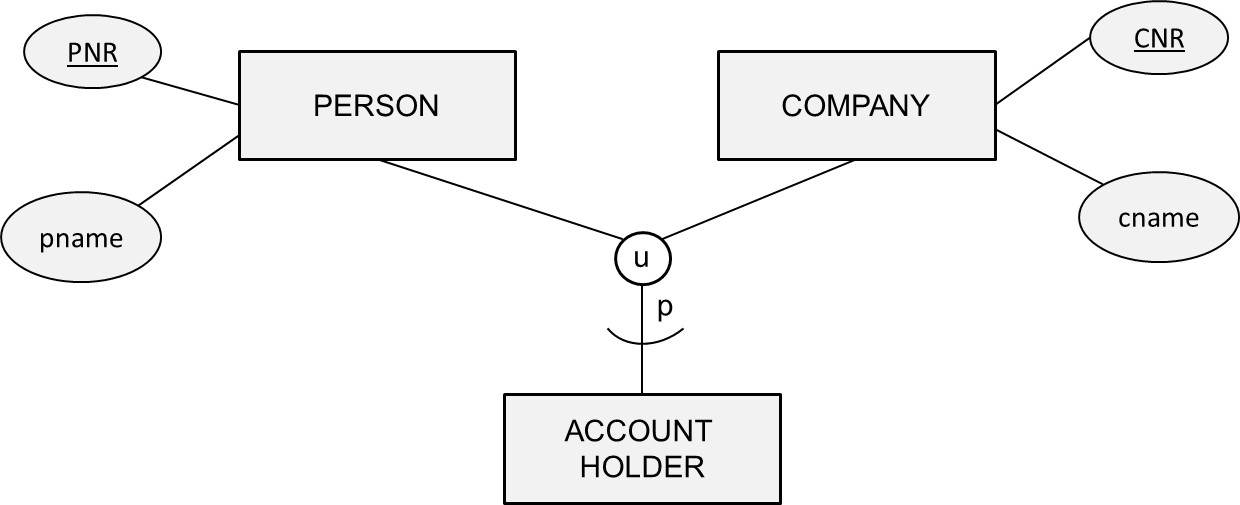 PNR
PERSON
COMPANY
CNR
pname
cname
u
p
ACCOUNT
HOLDER